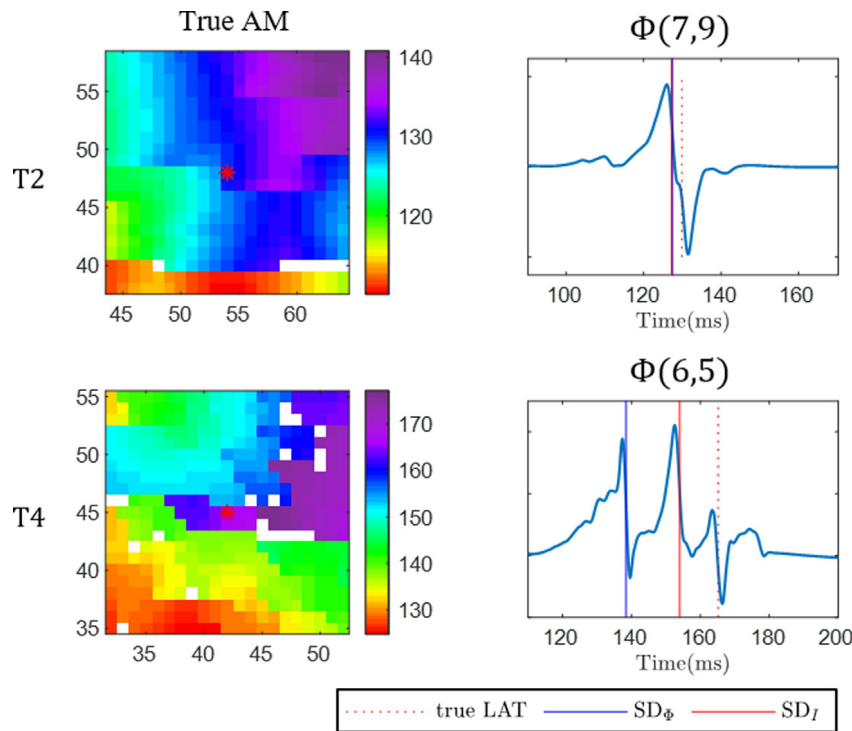 True AM
Φ(7,9)
T2
55
50
45
40
45 50 55 60
140
130
120
100 120 140 160
Time(ms)
Φ(6,5)
T4
55
50
45
40
35
35 40 45 50
170
160
150
140
130
120 140 160 180 200
Time(ms)
true LAT SD_Φ SD_I